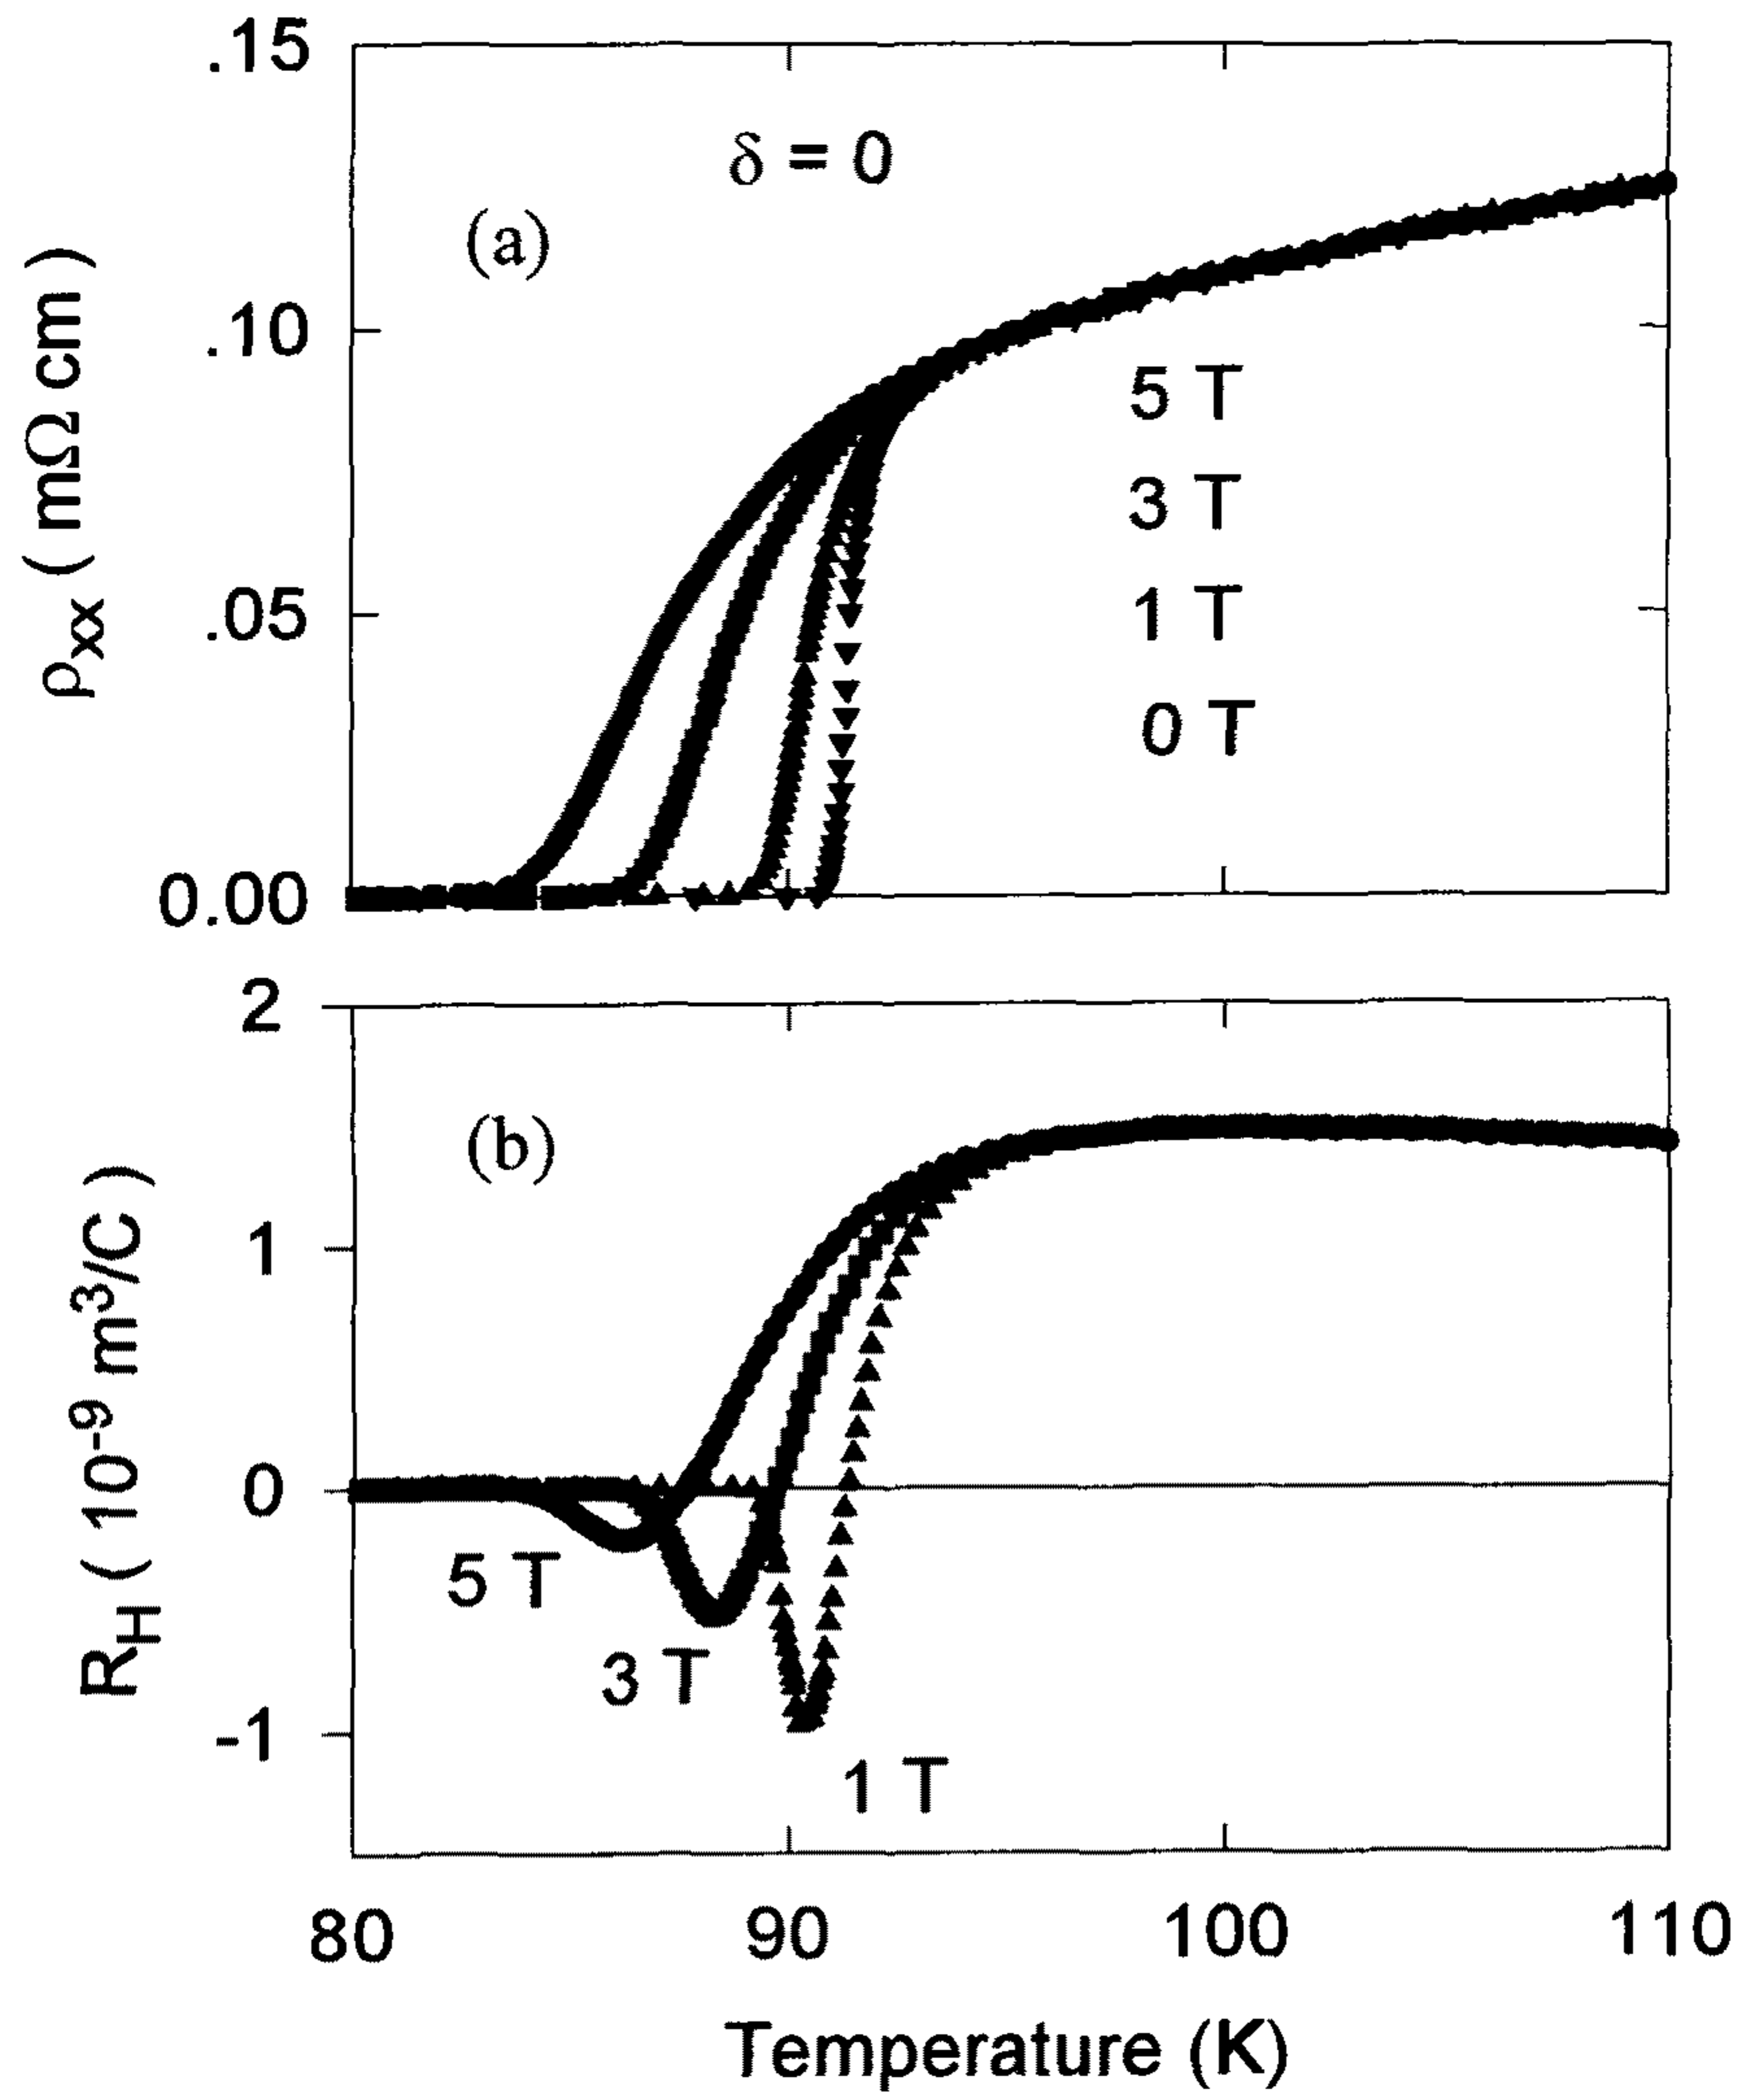 .15
δ = 0
(a)
.10
5 T
3 T
.05
1 T
0 T
0.00
ρxx ( mΩ cm )
2
(b)
1
0
5 T
3 T
-1
1 T
R_H ( 10⁻⁹ m³/C )
80 90 100 110
Temperature (K)